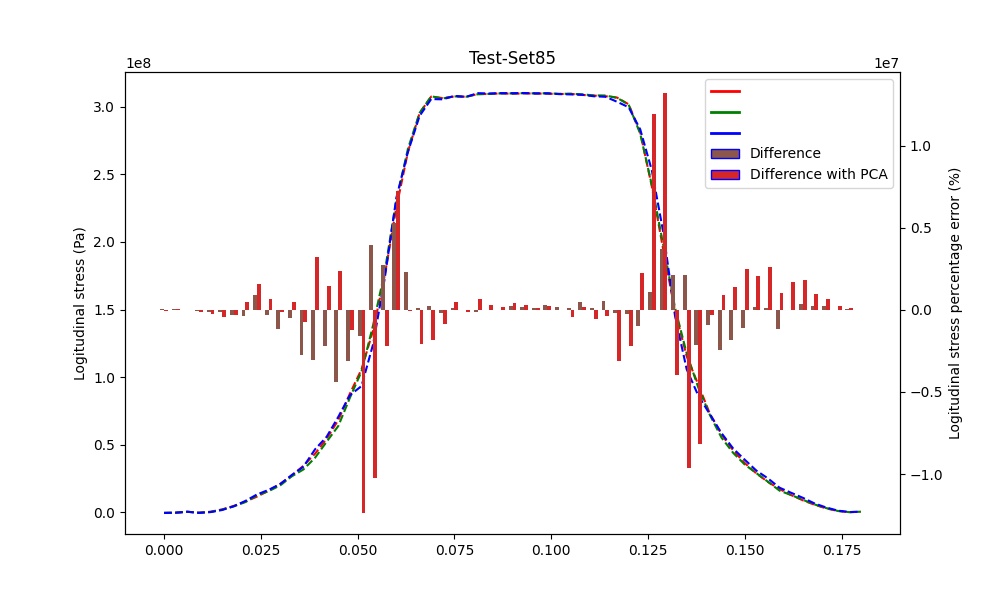 Test-Set85
1e8
1e7
3.0
2.5
2.0
1.5
1.0
0.5
0.0
Logitudinal stress (Pa)
Difference
Difference with PCA
1.0
0.5
0.0
−0.5
−1.0
Logitudinal stress percentage error (%)
0.000
0.025
0.050
0.075
0.100
0.125
0.150
0.175